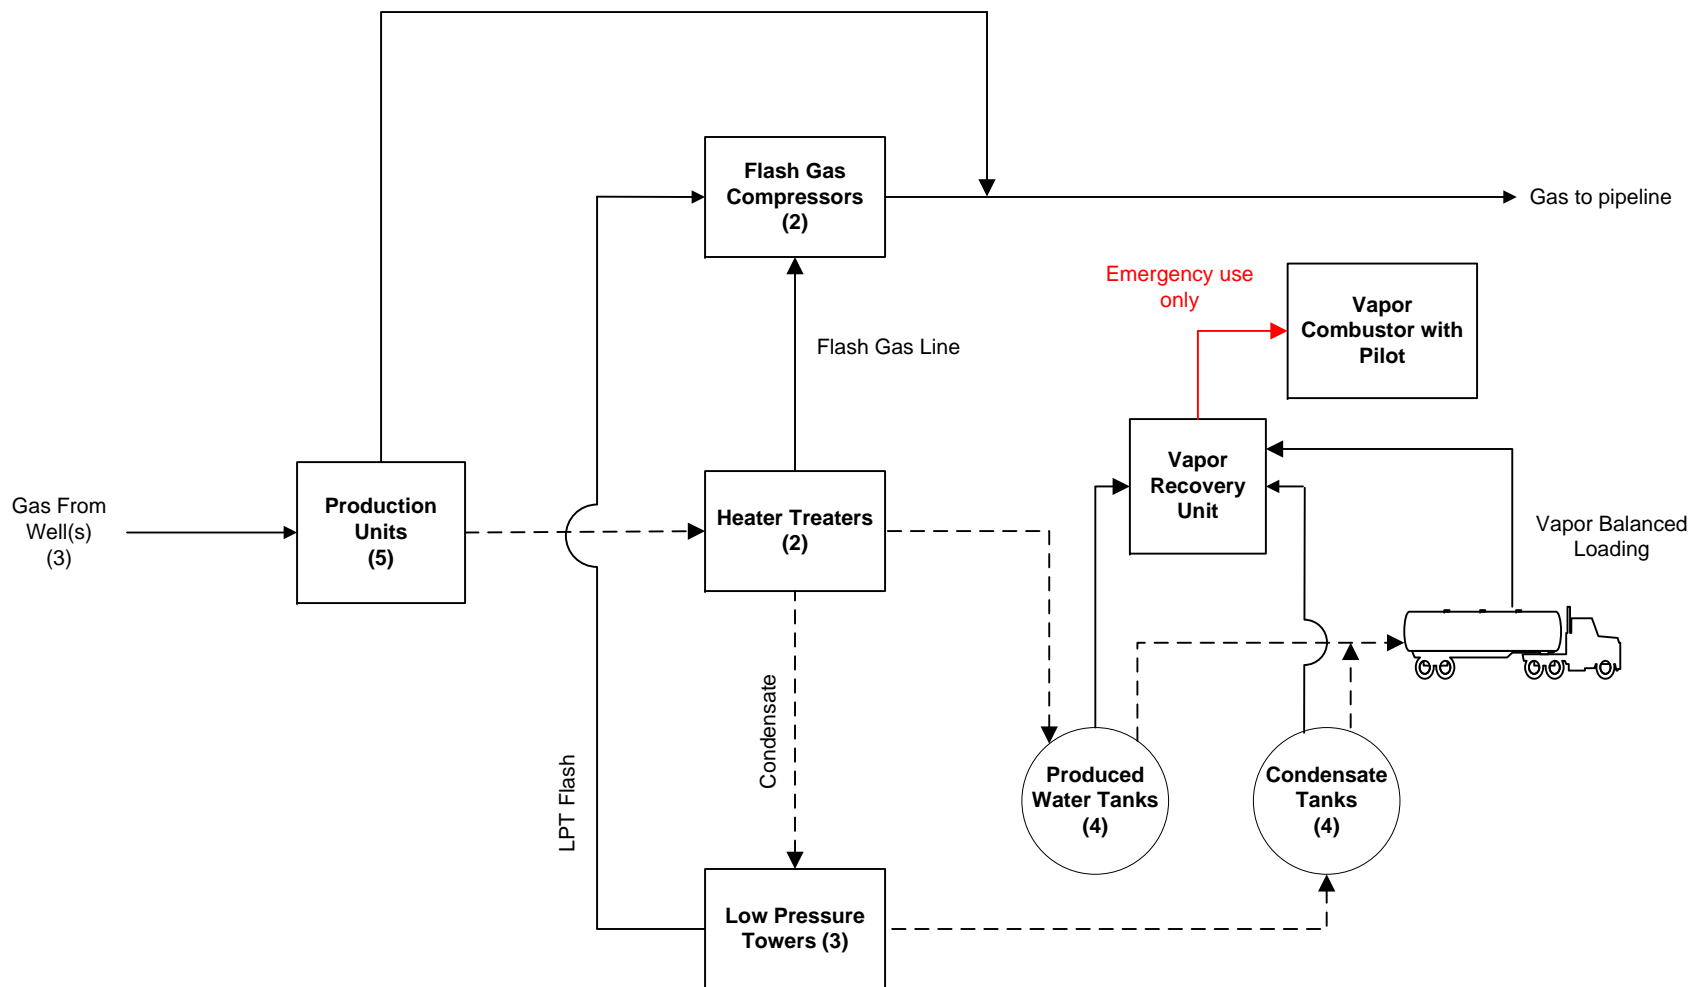 Flash Gas
Compressors
(2)
Gas to pipeline
Emergency use
only
Vapor
Combustor with
Pilot
Flash Gas Line
Gas From
Well(s)
(3)
Production
Units
(5)
Heater Treaters
(2)
Vapor
Recovery
Unit
Vapor Balanced
Loading
Condensate
LPT Flash
Produced
Water Tanks
(4)
Condensate
Tanks
(4)
Low Pressure
Towers (3)